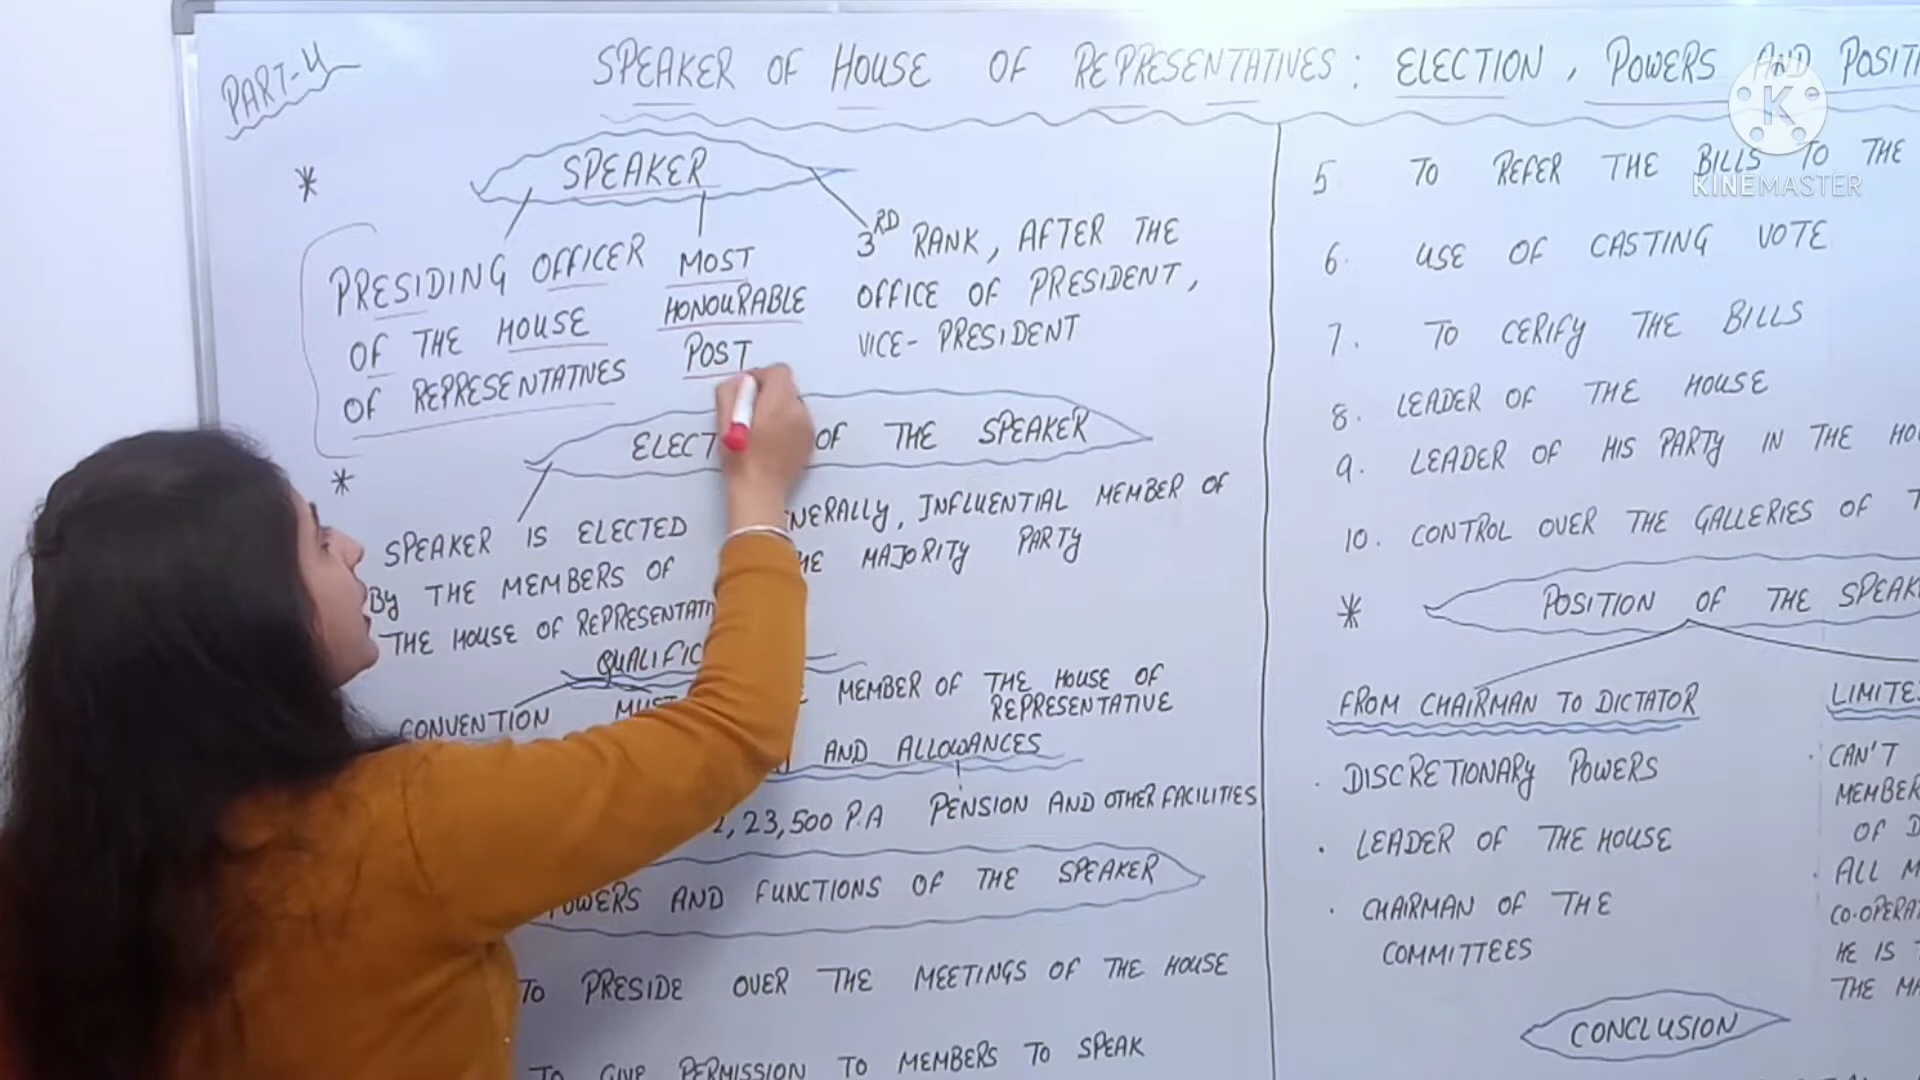 PART-4
SPEAKER OF HOUSE OF REPRESENTATIVES: ELECTION, POWERS AND POSITI
* SPEAKER
PRESIDING OFFICER
OF THE HOUSE
OF REPRESENTATIVES
MOST
HONOURABLE
POST
3RD RANK, AFTER THE
OFFICE OF PRESIDENT,
VICE-PRESIDENT
* ELECT OF THE SPEAKER
SPEAKER IS ELECTED
BY THE MEMBERS OF
THE HOUSE OF REPRESENTATI
NERALLY, INFLUENTIAL MEMBER OF
HE MAJORITY PARTY
QUALIFIC
CONVENTION MUST MEMBER OF THE HOUSE OF
REPRESENTATIVE
AND ALLOWANCES
2,23,500 P.A PENSION AND OTHER FACILITIES
POWERS AND FUNCTIONS OF THE SPEAKER
TO PRESIDE OVER THE MEETINGS OF THE HOUSE
TO GIVE PERMISSION TO MEMBERS TO SPEAK
5 TO REFER THE BILLS TO THE
6. USE OF CASTING VOTE
7. TO CERIFY THE BILLS
8. LEADER OF THE HOUSE
9. LEADER OF HIS PARTY IN THE HO
10. CONTROL OVER THE GALLERIES OF T
* POSITION OF THE SPEAKE
FROM CHAIRMAN TO DICTATOR
· DISCRETIONARY POWERS
· LEADER OF THE HOUSE
· CHAIRMAN OF THE
COMMITTEES
LIMITE
· CAN'T
MEMBER
OF D
· ALL M
CO-OPERA
HE IS T
THE MA
CONCLUSION
K
KINEMASTER